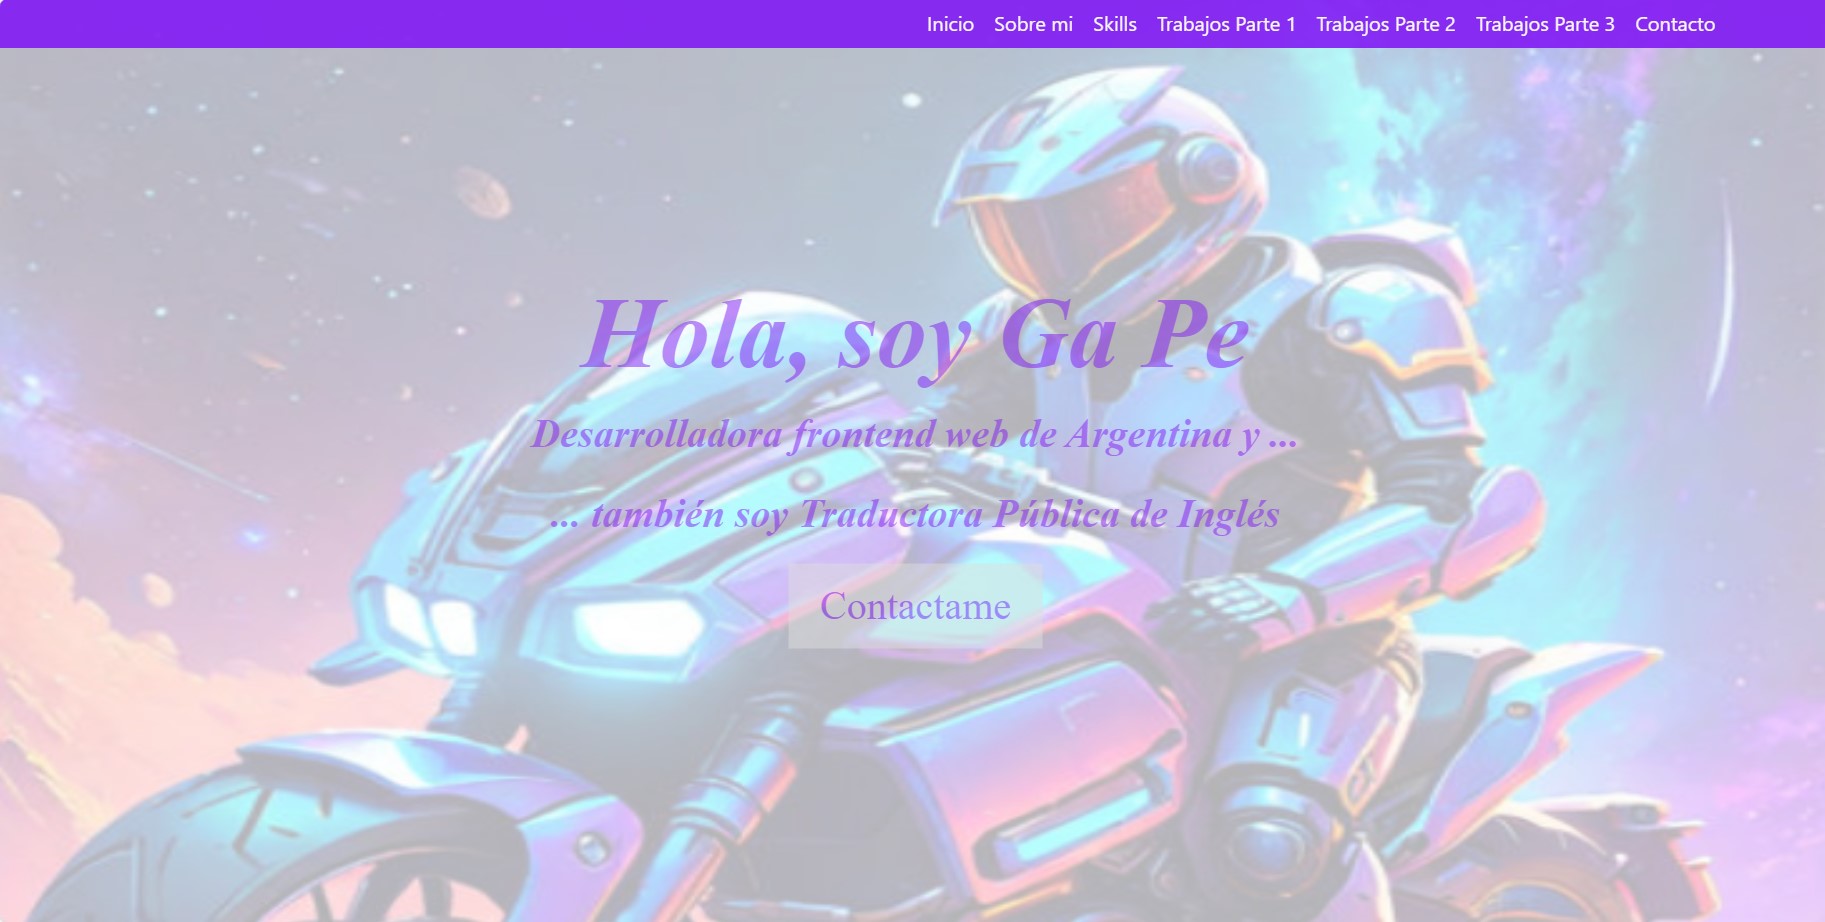 Inicio Sobre mi Skills Trabajos Parte 1 Trabajos Parte 2 Trabajos Parte 3 Contacto
Hola, soy Ga Pe
Desarrolladora frontend web de Argentina y ...
... también soy Traductora Pública de Inglés
Contactame